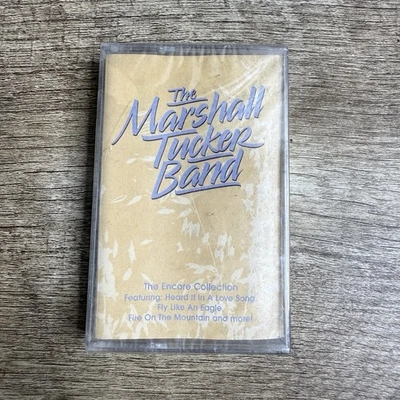 The
Marshall
Tucker
Band
The Encore Collection
Featuring: Heard It In A Love Song
Fly Like An Eagle
Fire On The Mountain and more!